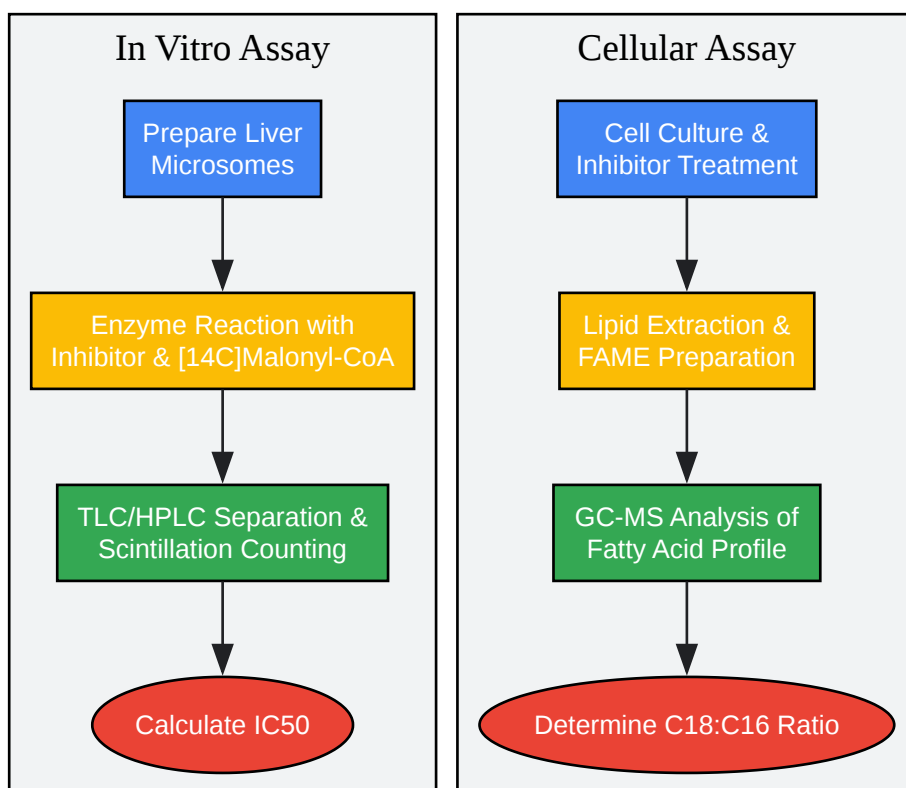 In Vitro Assay
Prepare Liver
Microsomes
Enzyme Reaction with
Inhibitor & [14C]Malonyl-CoA
TLC/HPLC Separation &
Scintillation Counting
Calculate IC50
Cellular Assay
Cell Culture &
Inhibitor Treatment
Lipid Extraction &
FAME Preparation
GC-MS Analysis of
Fatty Acid Profile
Determine C18:C16 Ratio